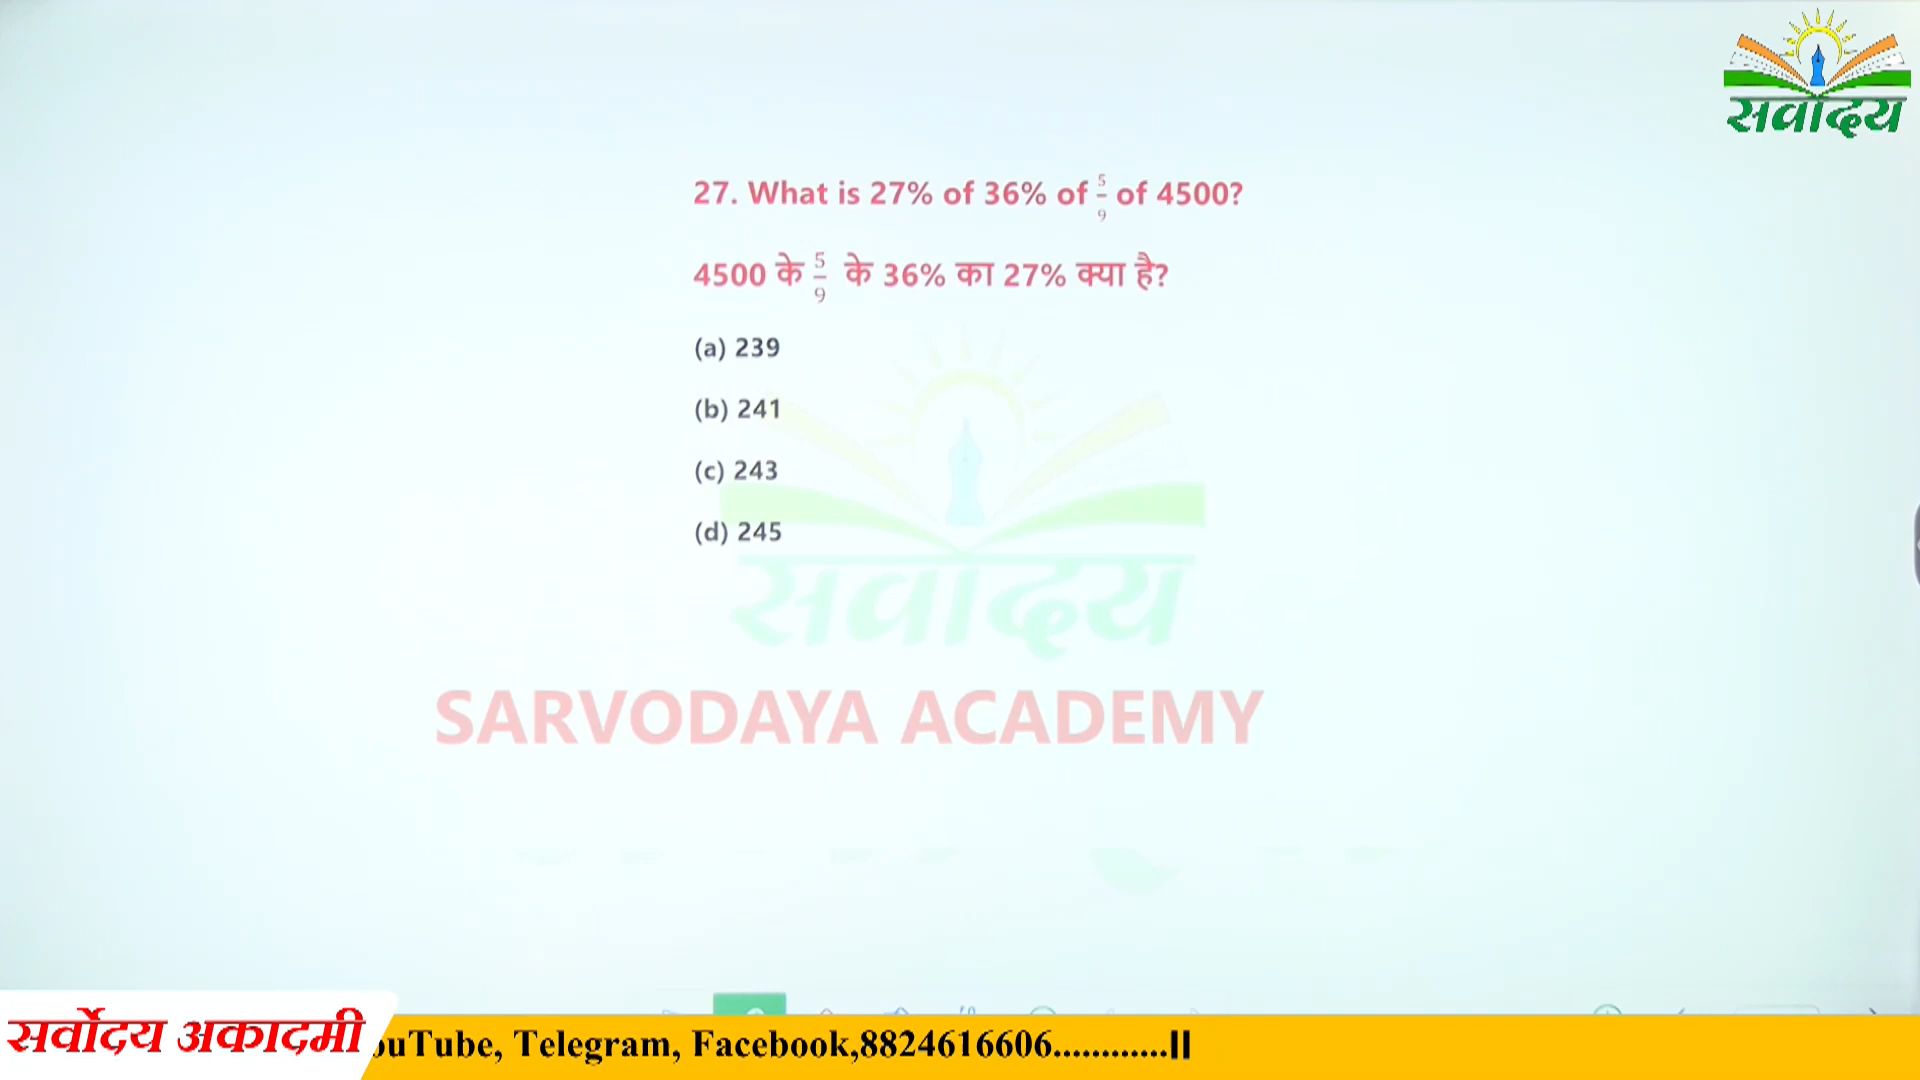 सर्वोदय
27. What is 27% of 36% of 5/9 of 4500?
4500 के 5/9 के 36% का 27% क्या है?
(a) 239
(b) 241
(c) 243
(d) 245
सर्वोदय
SARVODAYA ACADEMY
सर्वोदय अकादमी
ouTube, Telegram, Facebook,8824616606............||